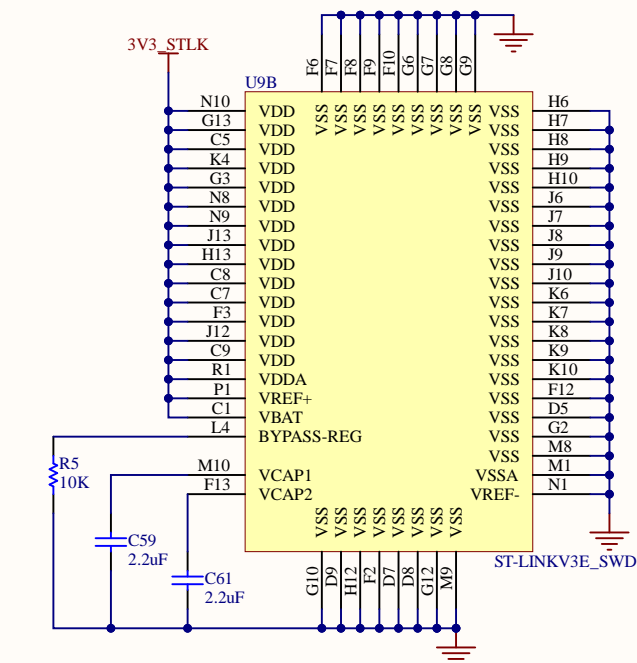 3V3_STLK
U9B
F6 F7 F8 F9 F10 G6 G7 G8 G9
VSS VSS VSS VSS VSS VSS VSS VSS VSS
N10 VDD VSS H6
G13 VDD VSS H7
C5 VDD VSS H8
K4 VDD VSS H9
G3 VDD VSS H10
N8 VDD VSS J6
N9 VDD VSS J7
J13 VDD VSS J8
H13 VDD VSS J9
C8 VDD VSS J10
C7 VDD VSS K6
F3 VDD VSS K7
J12 VDD VSS K8
C9 VDD VSS K9
R1 VDDA VSS K10
P1 VREF+ VSS F12
C1 VBAT VSS D5
L4 BYPASS-REG VSS G2
VSS M8
M10 VCAP1 VSSA M1
F13 VCAP2 VREF- N1
R5
10K
C59
2.2uF
C61
2.2uF
VSS VSS VSS VSS VSS VSS VSS VSS
G10 D9 H12 F2 D7 D8 G12 M9
ST-LINKV3E_SWD